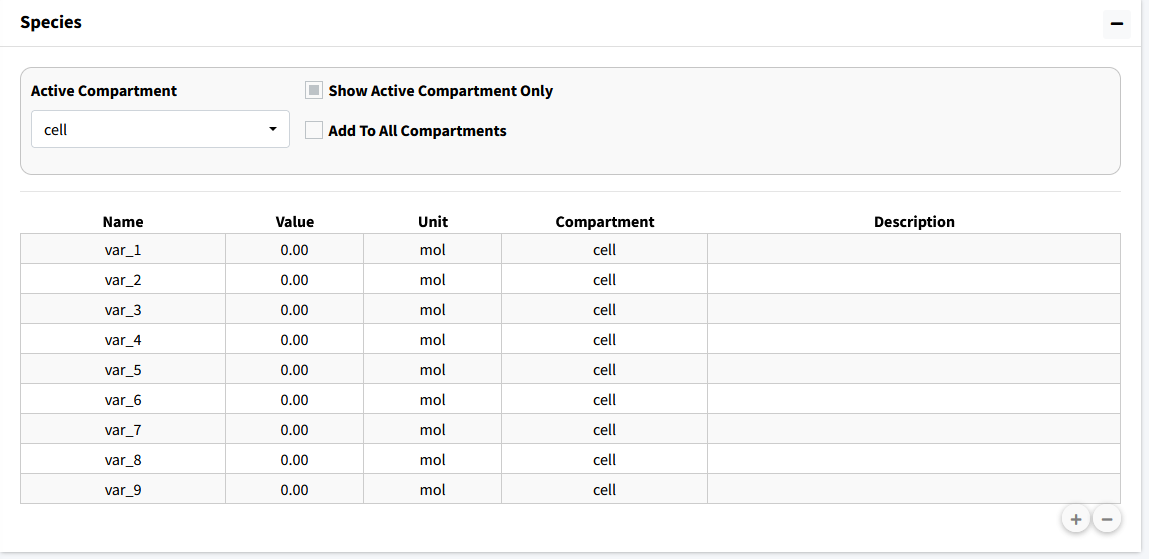 Species
Active Compartment
Show Active Compartment Only
cell
Add To All Compartments
Name Value Unit Compartment Description
var_1 0.00 mol cell
var_2 0.00 mol cell
var_3 0.00 mol cell
var_4 0.00 mol cell
var_5 0.00 mol cell
var_6 0.00 mol cell
var_7 0.00 mol cell
var_8 0.00 mol cell
var_9 0.00 mol cell